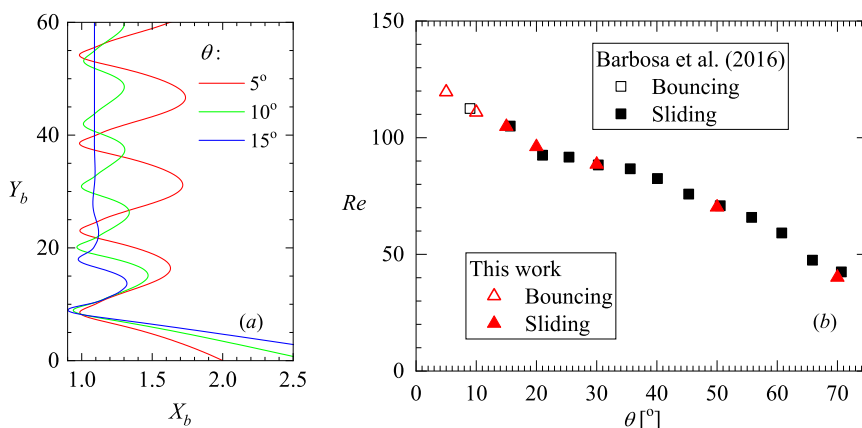 60
40
20
0
Y_b
θ :
5°
10°
15°
(a)
1.0 1.5 2.0 2.5
X_b
150
100
50
0
Re
Barbosa et al. (2016)
Bouncing
Sliding
This work
Bouncing
Sliding
(b)
0 10 20 30 40 50 60 70
θ [°]